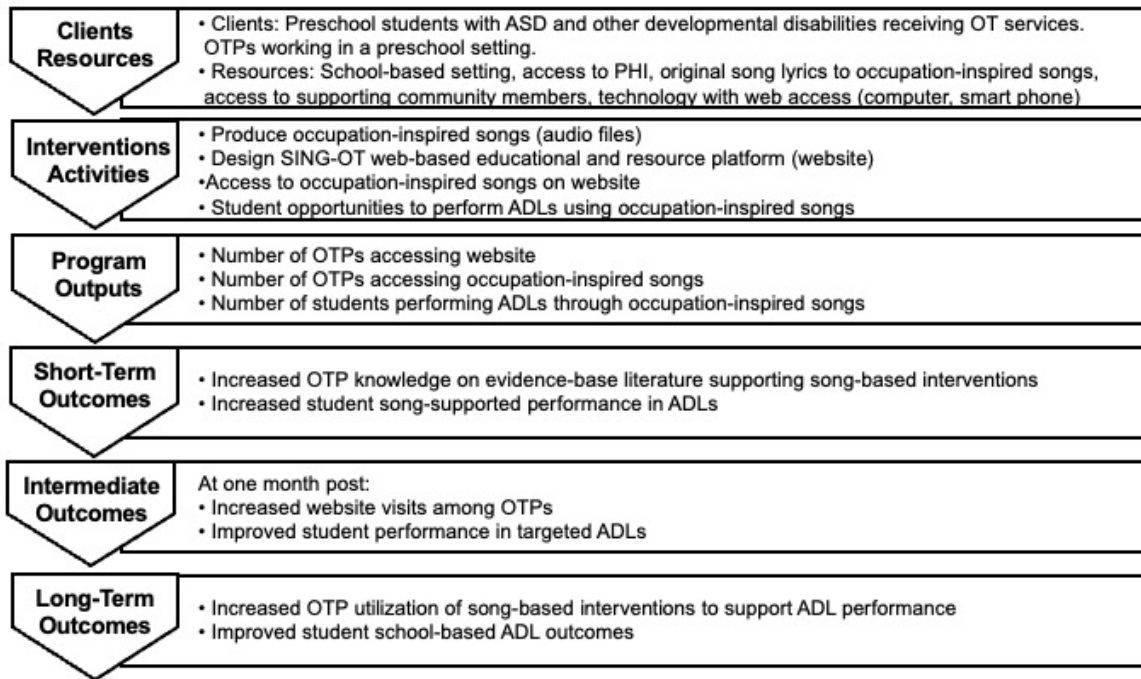 Clients
Resources
• Clients: Preschool students with ASD and other developmental disabilities receiving OT services.
OTPs working in a preschool setting.
• Resources: School-based setting, access to PHI, original song lyrics to occupation-inspired songs,
access to supporting community members, technology with web access (computer, smart phone)
Interventions
Activities
• Produce occupation-inspired songs (audio files)
• Design SING-OT web-based educational and resource platform (website)
•Access to occupation-inspired songs on website
• Student opportunities to perform ADLs using occupation-inspired songs
Program
Outputs
• Number of OTPs accessing website
• Number of OTPs accessing occupation-inspired songs
• Number of students performing ADLs through occupation-inspired songs
Short-Term
Outcomes
• Increased OTP knowledge on evidence-base literature supporting song-based interventions
• Increased student song-supported performance in ADLs
Intermediate
Outcomes
At one month post:
• Increased website visits among OTPs
• Improved student performance in targeted ADLs
Long-Term
Outcomes
• Increased OTP utilization of song-based interventions to support ADL performance
• Improved student school-based ADL outcomes